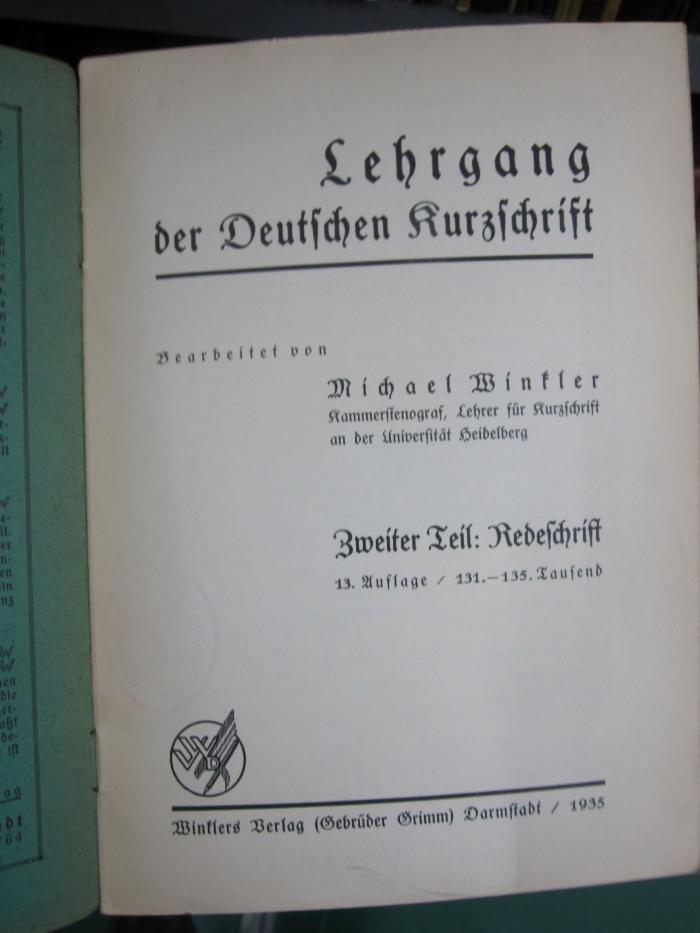 Lehrgang
der Deutschen Kurzschrift
Bearbeitet von
Michael Winkler
Kammerstenograf, Lehrer für Kurzschrift
an der Universität Heidelberg
Zweiter Teil: Redeschrift
13. Auflage / 131.–135. Tausend
Winklers Verlag (Gebrüder Grimm) Darmstadt / 1935